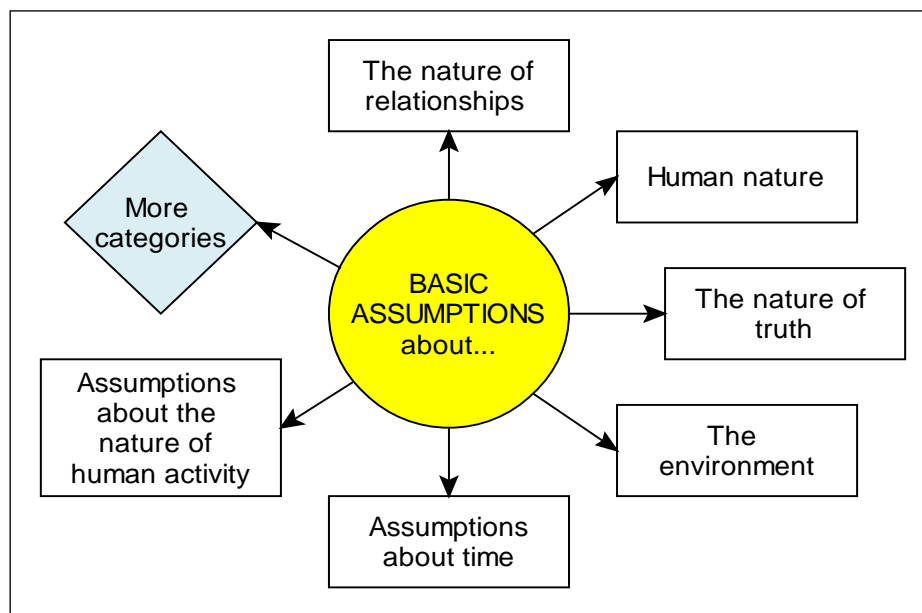 The nature of
relationships
Human nature
More
categories
BASIC
ASSUMPTIONS
about...
The nature of
truth
Assumptions
about the
nature of
human activity
The
environment
Assumptions
about time